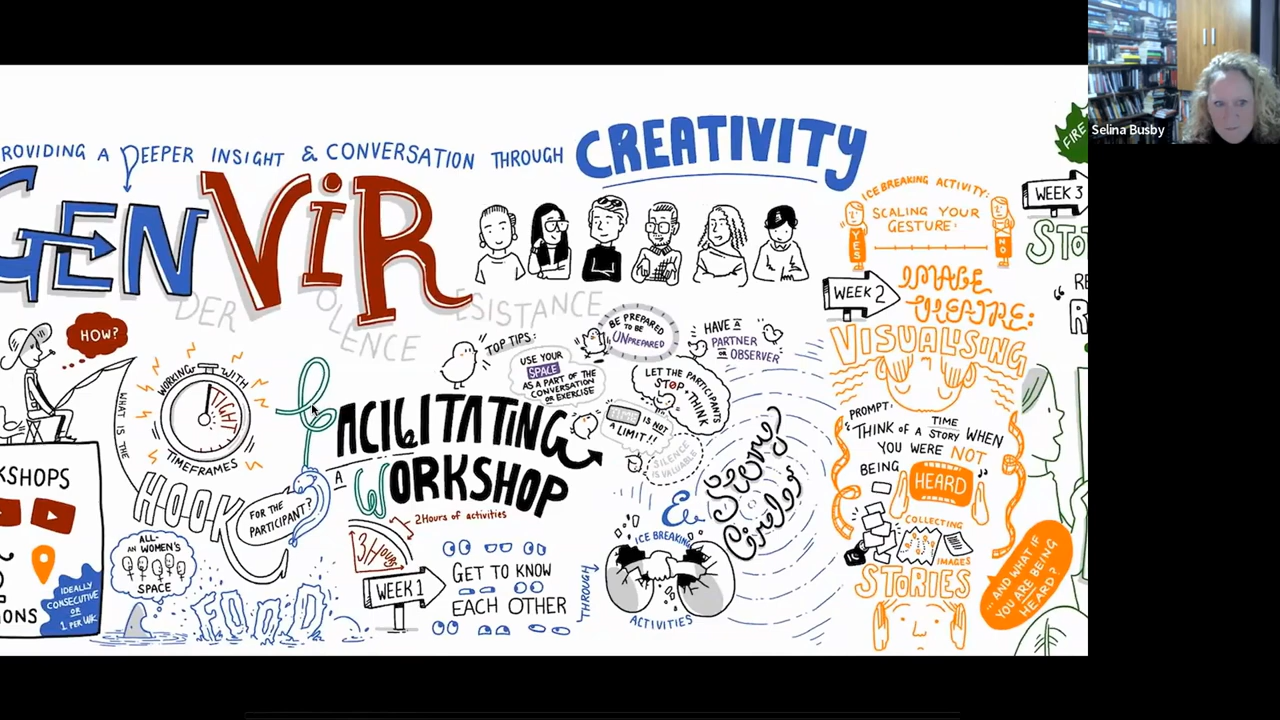 ROVIDING A DEEPER INSIGHT & CONVERSATION THROUGH CREATIVITY
GENVIR
DER
OLENCE
ESISTANCE
HOW?
WHAT IS THE
HOOK
FOR THE
PARTICIPANT?
WORKING WITH
TIGHT
TIMEFRAMES
KSHOPS
IONS
IDEALLY
CONSECUTIVE
OR
1 PER WK
ALL-
AN WOMEN'S
SPACE
FOOD
FACILITATING
A WORKSHOP
2 Hours of activities
3 HOURS
WEEK 1
GET TO KNOW
EACH OTHER
THROUGH
ICE BREAKING
ACTIVITIES
TOP TIPS:
USE YOUR
SPACE
AS A PART OF THE
CONVERSATION
OR EXERCISE
BE PREPARED
TO BE
UNPREPARED
HAVE A
PARTNER
OR OBSERVER
LET THE PARTICIPANTS
STOP & THINK
TIME IS NOT
A LIMIT!!
SILENCE
IS VALUABLE
&
Story
Circles
ICE BREAKING ACTIVITY:
SCALING YOUR
GESTURE
YES
NO
WEEK 2
IMAGE
THEATRE:
VISUALISING
PROMPT:
THINK OF A TIME STORY WHEN
YOU WERE NOT
BEING HEARD
COLLECTING
IMAGES
STORIES
...AND WHAT IF
YOU ARE BEING
HEARD?
WEEK 3
STO
RE
R
FIRE
Selina Busby